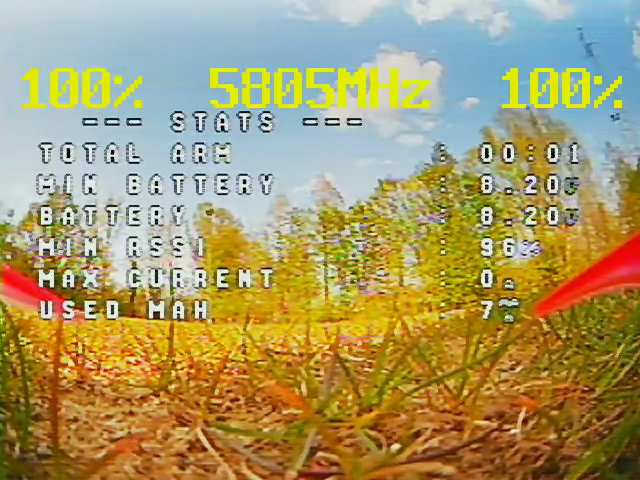 100% 5805MHz 100%
--- STATS ---
TOTAL ARM : 00:01
MIN BATTERY : 8.20V
BATTERY : 8.20V
MIN RSSI : 96%
MAX CURRENT : 0A
USED MAH : 7